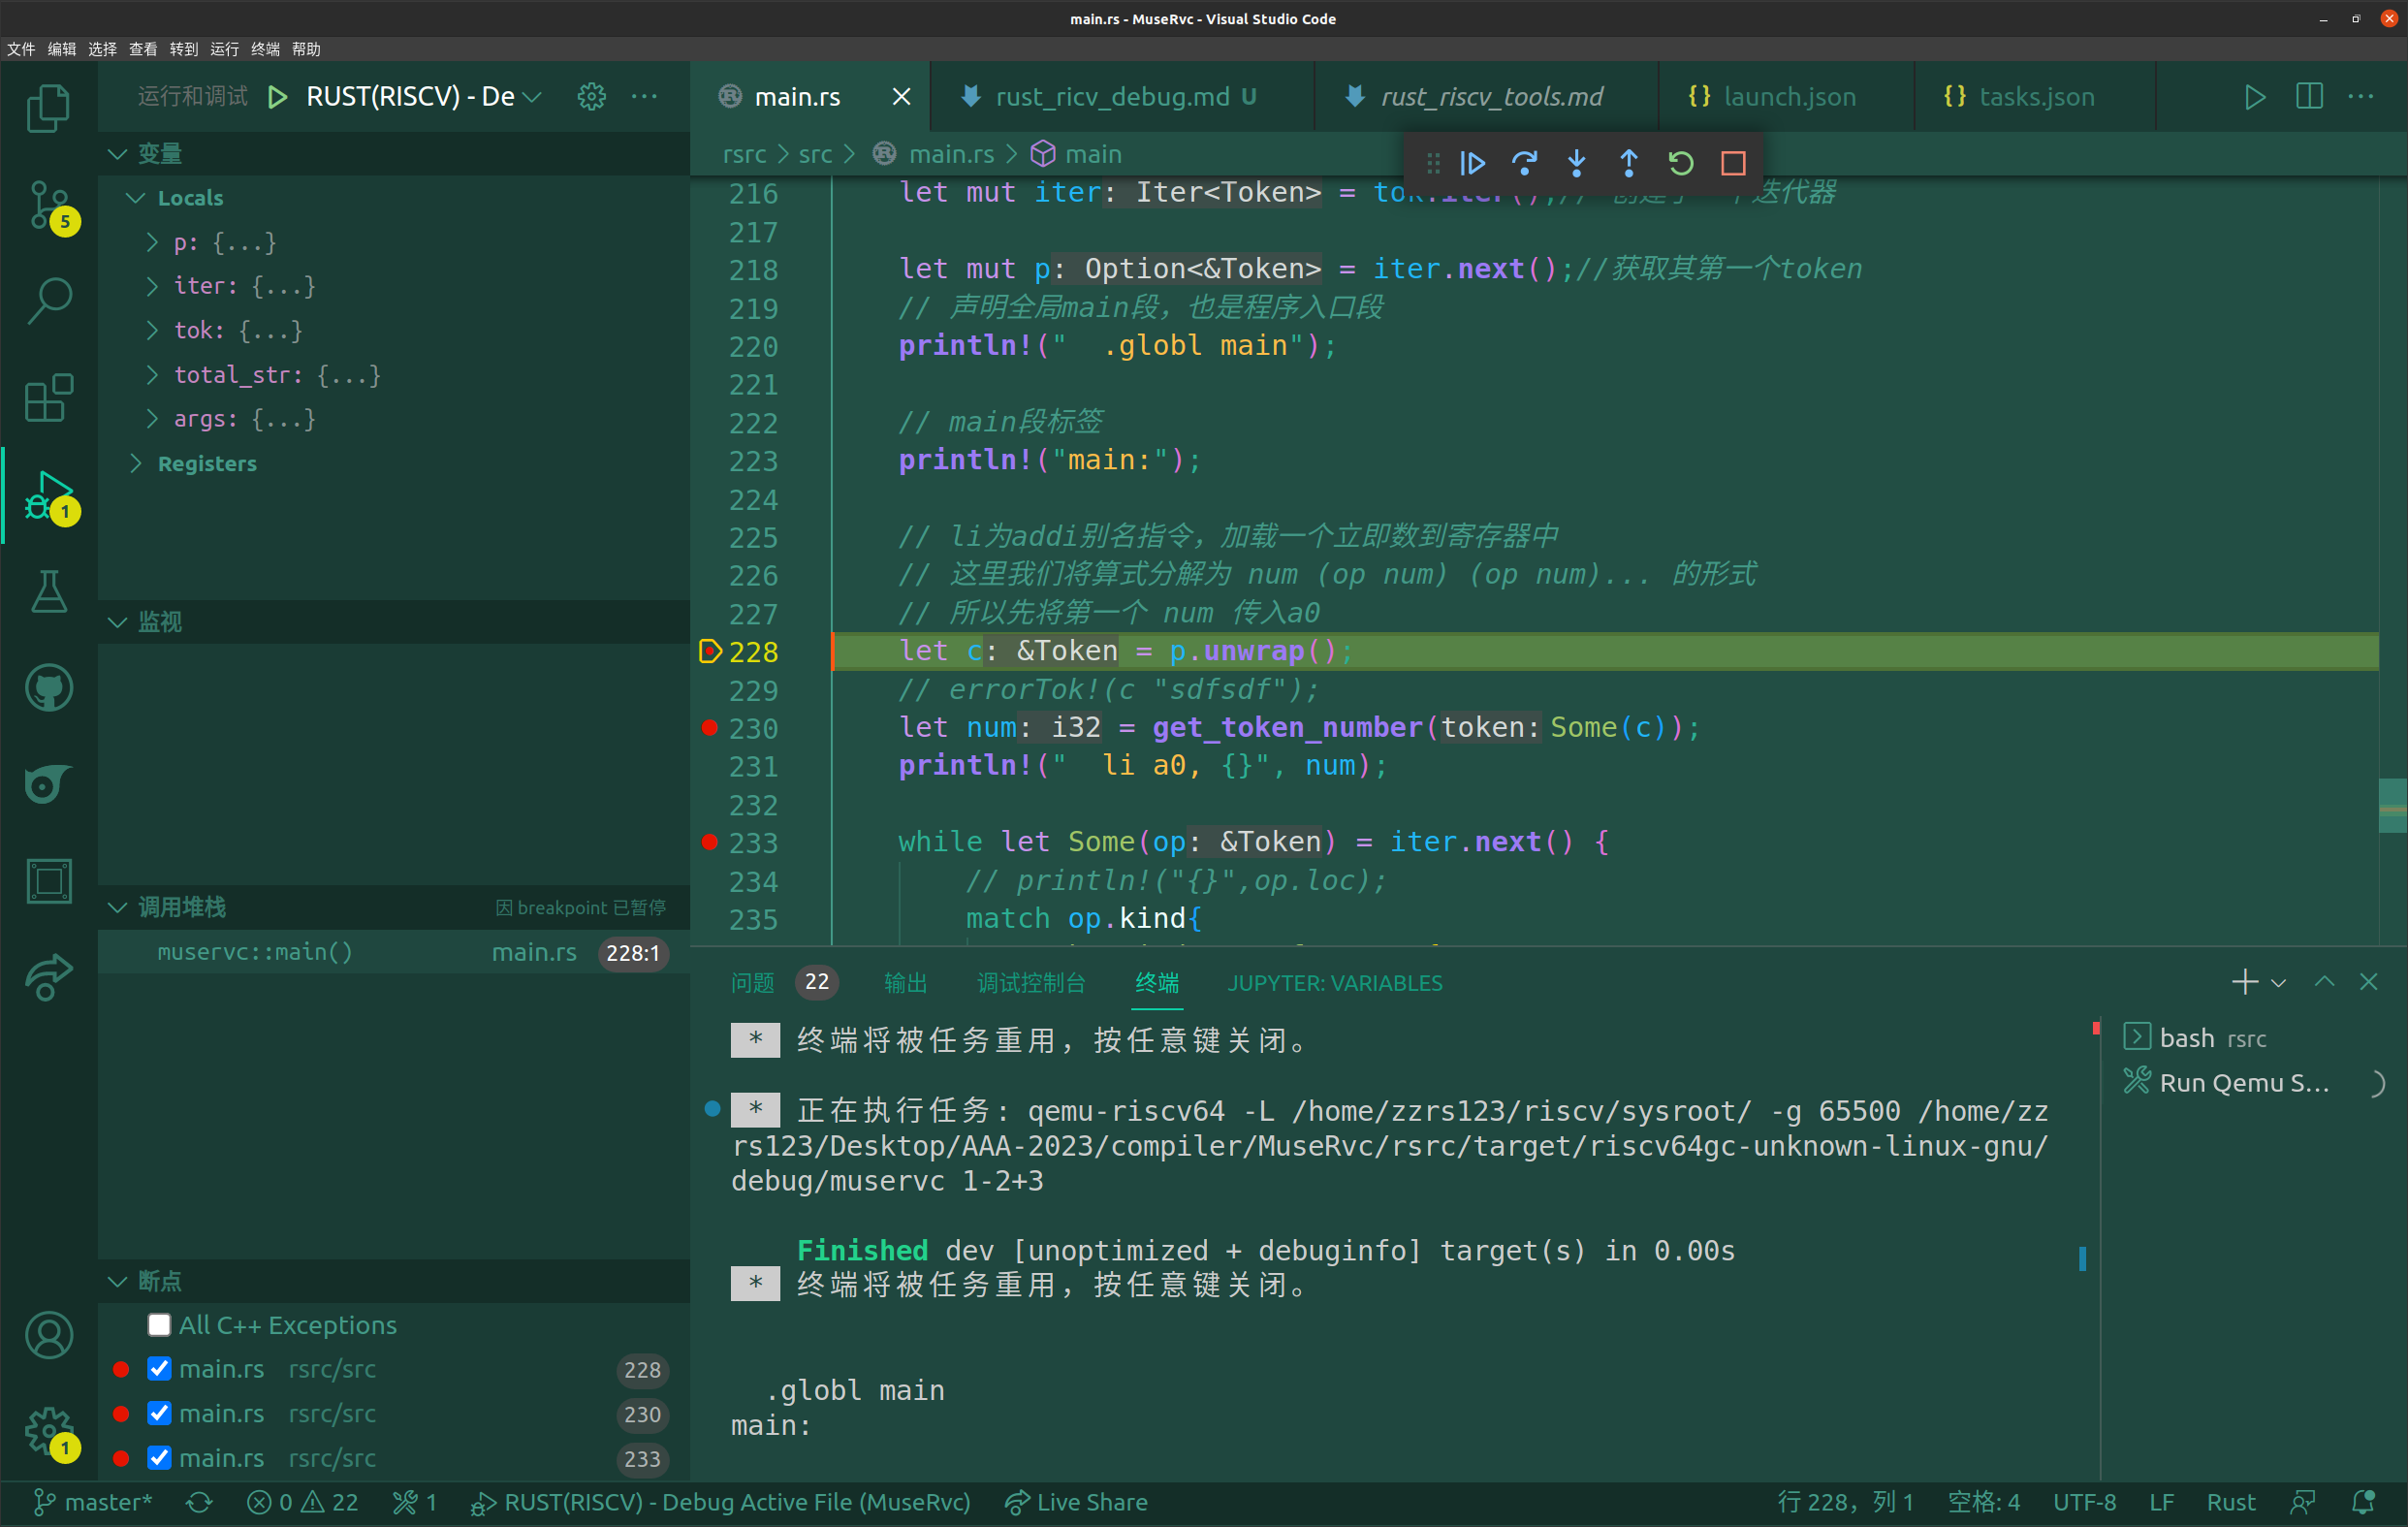 main.rs - MuseRvc - Visual Studio Code
文件 编辑 选择 查看 转到 运行 终端 帮助
运行和调试 RUST(RISCV) - De
变量
Locals
p: {...}
iter: {...}
tok: {...}
total_str: {...}
args: {...}
Registers
监视
调用堆栈 因 breakpoint 已暂停
muservc::main() main.rs 228:1
断点
All C++ Exceptions
main.rs rsrc/src 228
main.rs rsrc/src 230
main.rs rsrc/src 233
5
1
1
main.rs rust_ricv_debug.md U rust_riscv_tools.md {} launch.json {} tasks.json
rsrc > src > main.rs > main
216 let mut iter: Iter<Token> = tok.iter();// 迭代器
217
218 let mut p: Option<&Token> = iter.next();//获取其第一个token
219 // 声明全局main段，也是程序入口段
220 println!("  .globl main");
221
222 // main段标签
223 println!("main:");
224
225 // li为addi别名指令，加载一个立即数到寄存器中
226 // 这里我们将算式分解为 num (op num) (op num)... 的形式
227 // 所以先将第一个 num 传入a0
228 let c: &Token = p.unwrap();
229 // errorTok!(c "sdfsdf");
230 let num: i32 = get_token_number(token: Some(c));
231 println!("  li a0, {}", num);
232
233 while let Some(op: &Token) = iter.next() {
234 // println!("{}",op.loc);
235 match op.kind{
问题 22 输出 调试控制台 终端 JUPYTER: VARIABLES
* 终端将被任务重用，按任意键关闭。
* 正在执行任务: qemu-riscv64 -L /home/zzrs123/riscv/sysroot/ -g 65500 /home/zz
rs123/Desktop/AAA-2023/compiler/MuseRvc/rsrc/target/riscv64gc-unknown-linux-gnu/
debug/muservc 1-2+3
Finished dev [unoptimized + debuginfo] target(s) in 0.00s
* 终端将被任务重用，按任意键关闭。
.globl main
main:
bash rsrc
Run Qemu S...
master* 0 22 1 RUST(RISCV) - Debug Active File (MuseRvc) Live Share 行 228，列 1 空格: 4 UTF-8 LF Rust